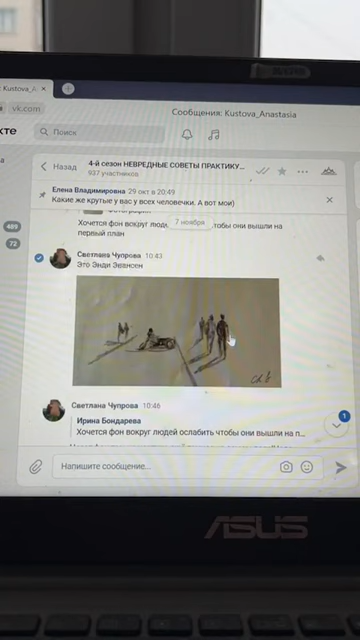 Kustova_A
vk.com
Сообщения: Kustova_Anastasia
кте
Поиск
Назад
4-й сезон НЕВРЕДНЫЕ СОВЕТЫ ПРАКТИКУ...
937 участников
Елена Владимировна 29 окт в 20:49
Какие же крутые у вас у всех человечки. А вот мои)
7 ноября
Хочется фон вокруг чтобы они вышли на
первый план
489
72
Светлана Чупрова 10:43
Это Энди Эвансен
Светлана Чупрова 10:46
Ирина Бондарева
Хочется фон вокруг людей ослабить чтобы они вышли на п...
1
Напишите сообщение...
ASUS